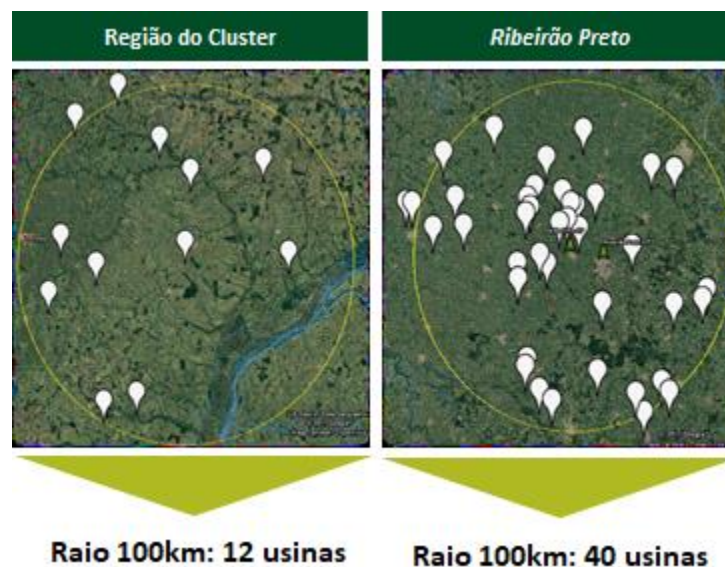 Região do Cluster
Ribeirão Preto
Raio 100km: 12 usinas
Raio 100km: 40 usinas